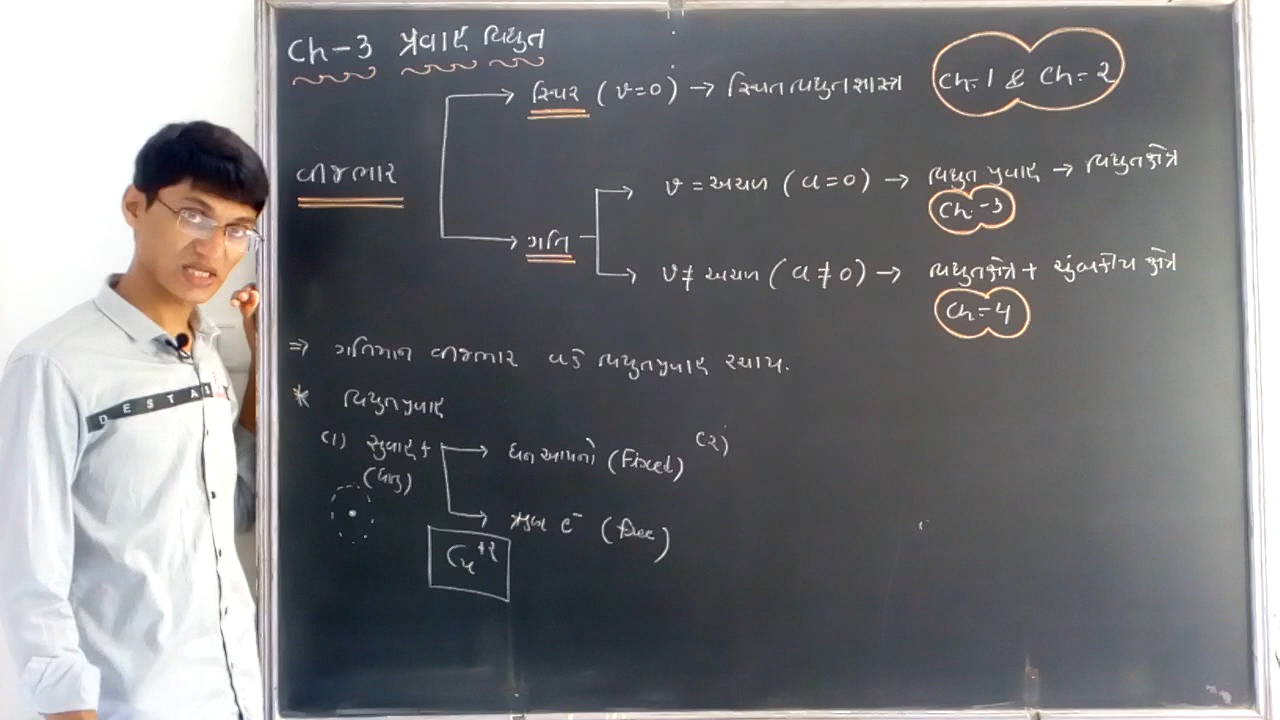 Ch-3 પ્રવાહ વિદ્યુત
સ્થિર (v=0) → સ્થિત વિદ્યુતશાસ્ત્ર Ch-1 & Ch-2
વીજભાર
v = અચળ (a=0) → વિદ્યુત પ્રવાહ → વિદ્યુતક્ષેત્ર
Ch-3
ગતિ
v ≠ અચળ (a≠0) → વિદ્યુતક્ષેત્ર + ચુંબકીય ક્ષેત્ર
Ch-4
⇒ ગતિમાન વીજભાર વડે વિદ્યુતપ્રવાહ રચાય.
* વિદ્યુતપ્રવાહ
(1) સુવાહક → ધન આયનો (Fixed) (2)
(ધાતુ)
→ મુક્ત e⁻ (free)
Cu⁺²
DESTA